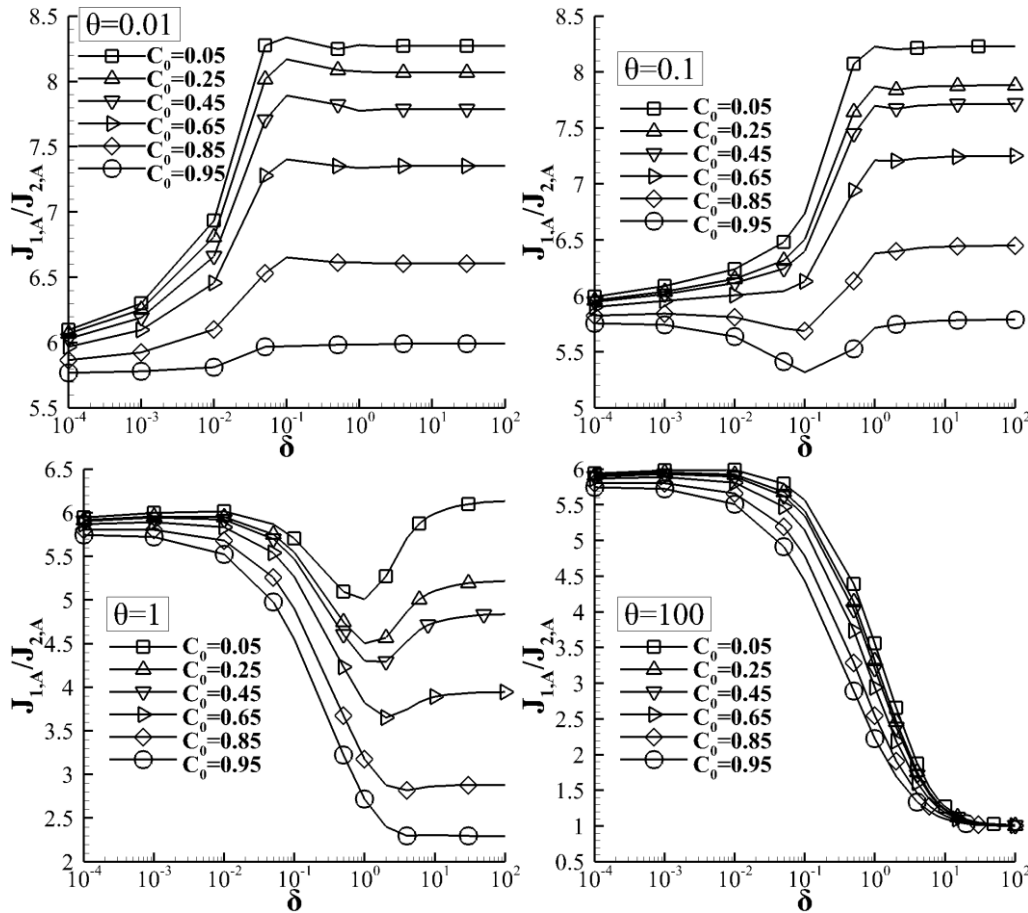 θ=0.01
C₀=0.05
C₀=0.25
C₀=0.45
C₀=0.65
C₀=0.85
C₀=0.95
8.5
8
7.5
7
6.5
6
5.5
J₁,A/J₂,A
10⁻⁴ 10⁻³ 10⁻² 10⁻¹ 10⁰ 10¹ 10²
δ
θ=0.1
C₀=0.05
C₀=0.25
C₀=0.45
C₀=0.65
C₀=0.85
C₀=0.95
8.5
8
7.5
7
6.5
6
5.5
5
J₁,A/J₂,A
10⁻⁴ 10⁻³ 10⁻² 10⁻¹ 10⁰ 10¹ 10²
δ
6.5
6
5.5
5
4.5
4
3.5
3
2.5
2
J₁,A/J₂,A
θ=1
C₀=0.05
C₀=0.25
C₀=0.45
C₀=0.65
C₀=0.85
C₀=0.95
10⁻⁴ 10⁻³ 10⁻² 10⁻¹ 10⁰ 10¹ 10²
δ
6
5.5
5
4.5
4
3.5
3
2.5
2
1.5
1
0.5
J₁,A/J₂,A
θ=100
C₀=0.05
C₀=0.25
C₀=0.45
C₀=0.65
C₀=0.85
C₀=0.95
10⁻⁴ 10⁻³ 10⁻² 10⁻¹ 10⁰ 10¹ 10²
δ